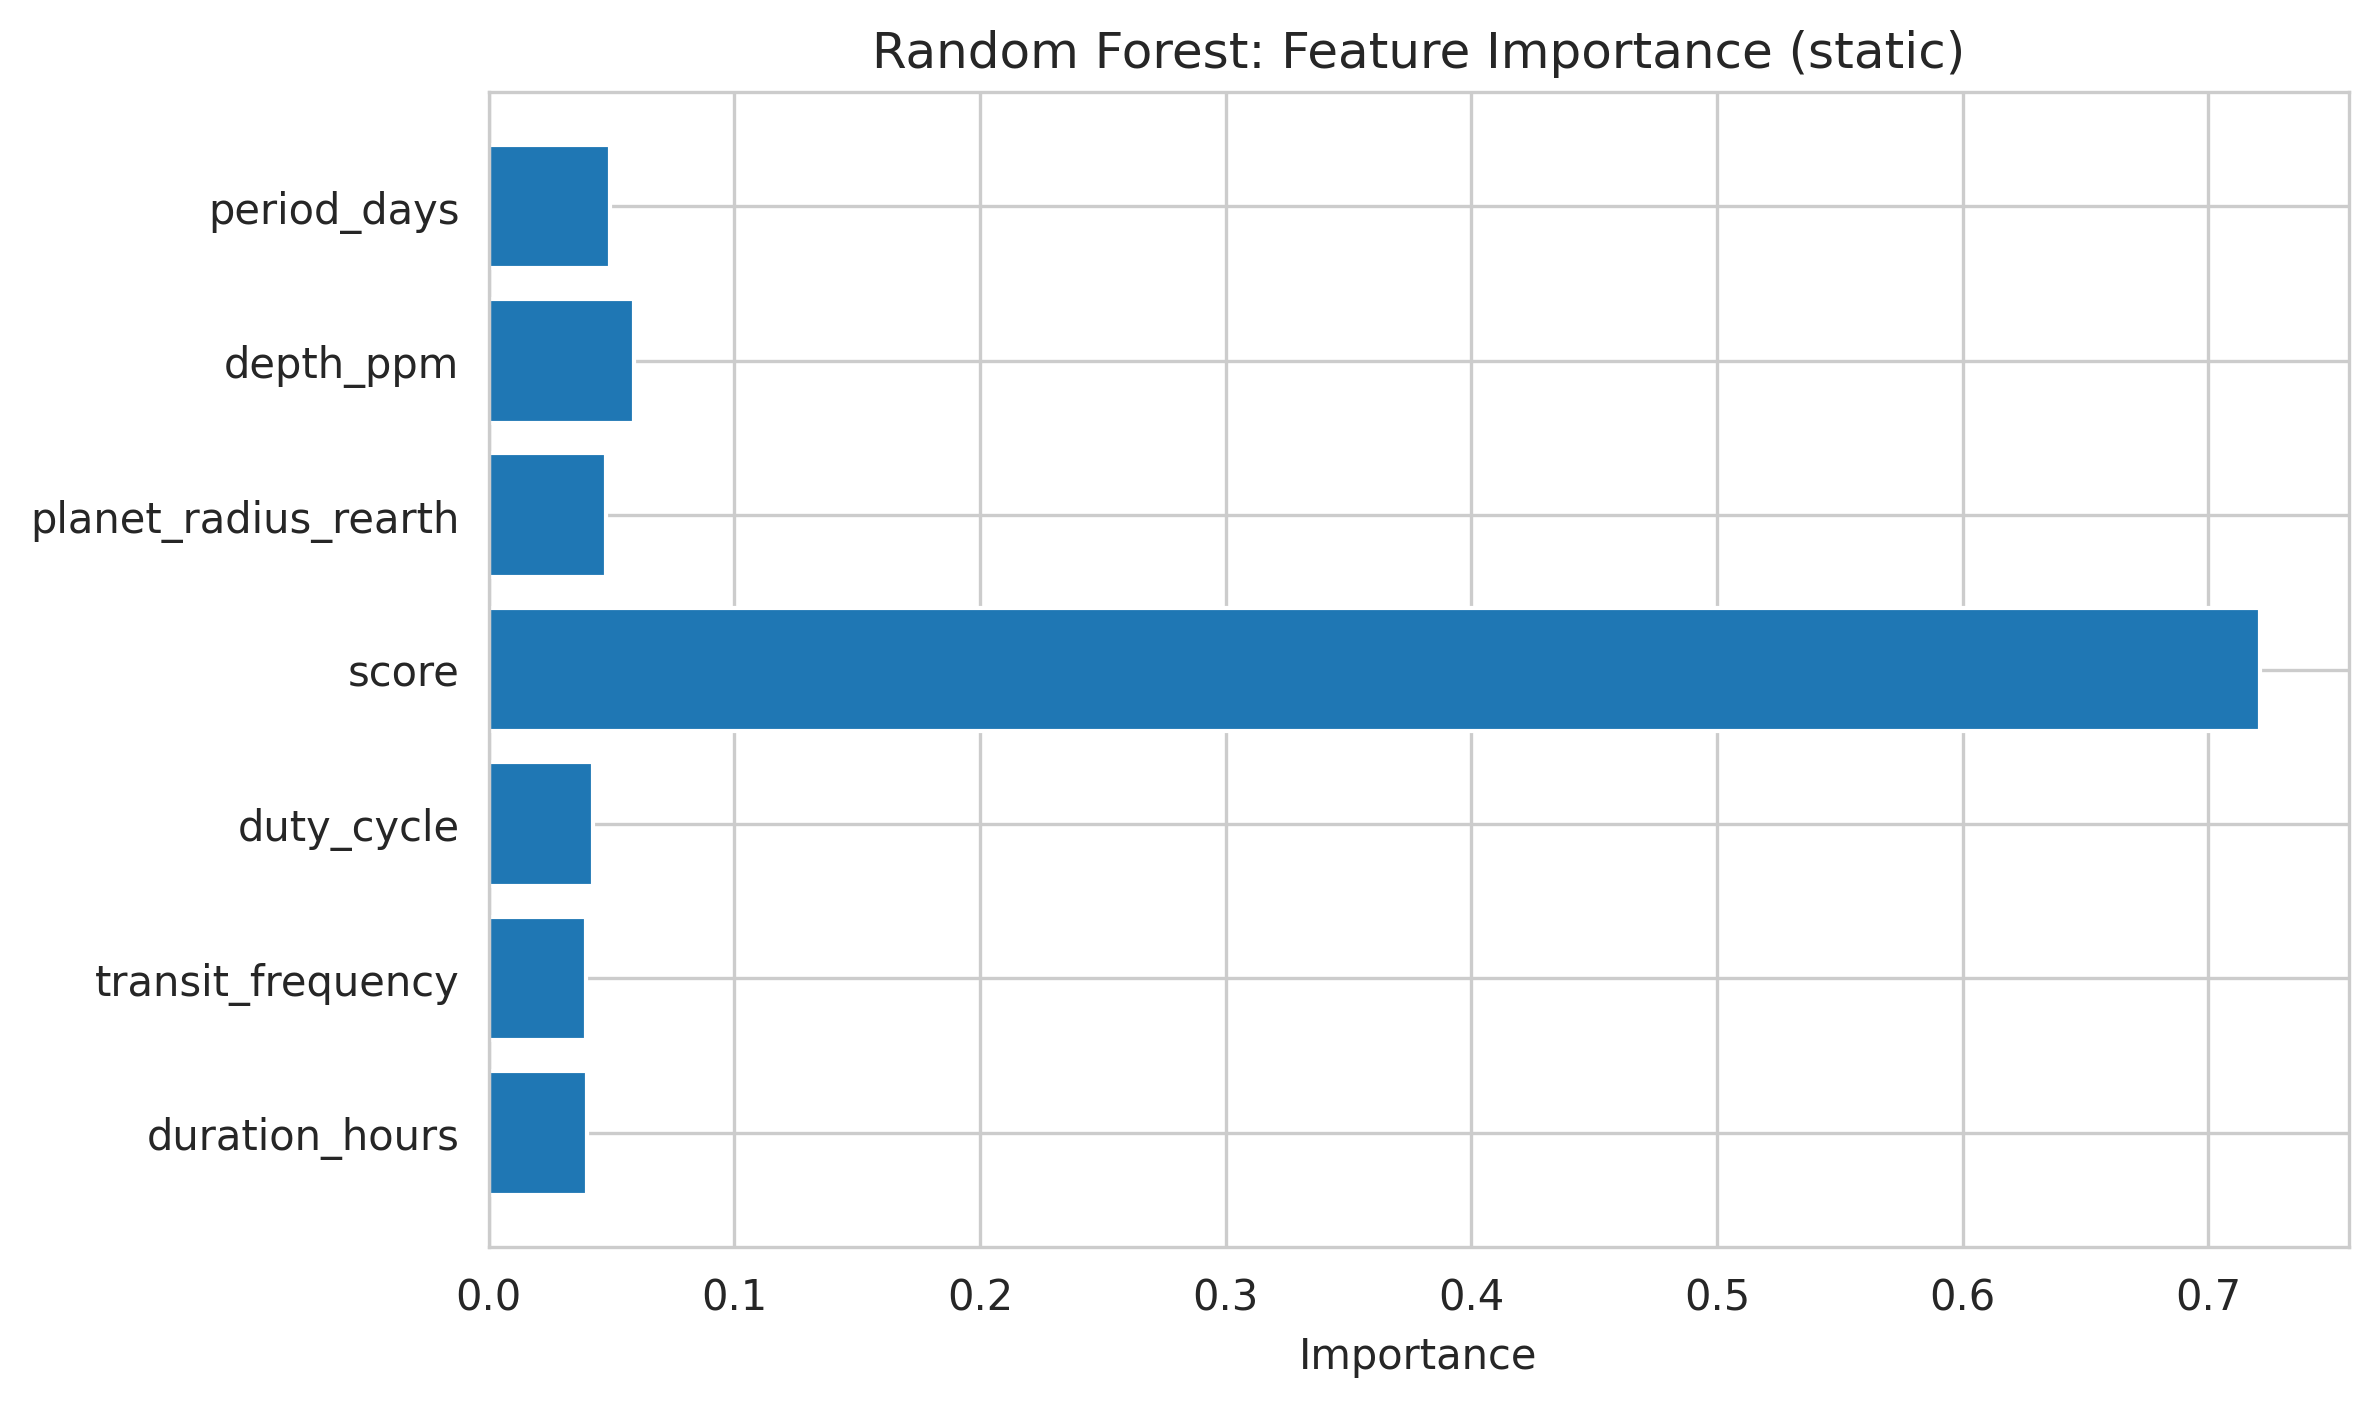 Random Forest: Feature Importance (static)
period_days
depth_ppm
planet_radius_rearth
score
duty_cycle
transit_frequency
duration_hours
0.0 0.1 0.2 0.3 0.4 0.5 0.6 0.7
Importance